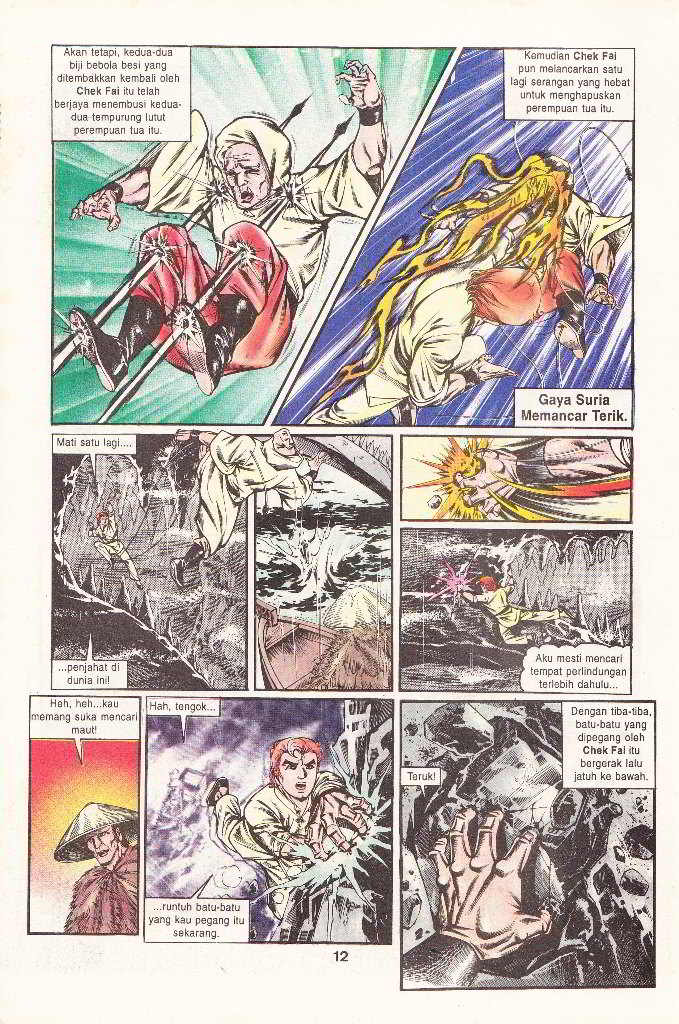 Akan tetapi, kedua-dua
biji bebola besi yang
ditembakkan kembali oleh
Chek Fai itu telah
berjaya menembusi kedua-
dua tempurung lutut
perempuan tua itu.
Kemudian Chek Fai
pun melancarkan satu
lagi serangan yang hebat
untuk menghapuskan
perempuan tua itu.
Gaya Suria
Memancar Terik.
Mati satu lagi....
...penjahat di
dunia ini!
Aku mesti mencari
tempat perlindungan
terlebih dahulu...
Heh, heh...kau
memang suka mencari
maut!
Hah, tengok...
...runtuh batu-batu
yang kau pegang itu
sekarang.
Dengan tiba-tiba,
batu-batu yang
dipegang oleh
Chek Fai itu
bergerak lalu
jatuh ke bawah.
Teruk!
12